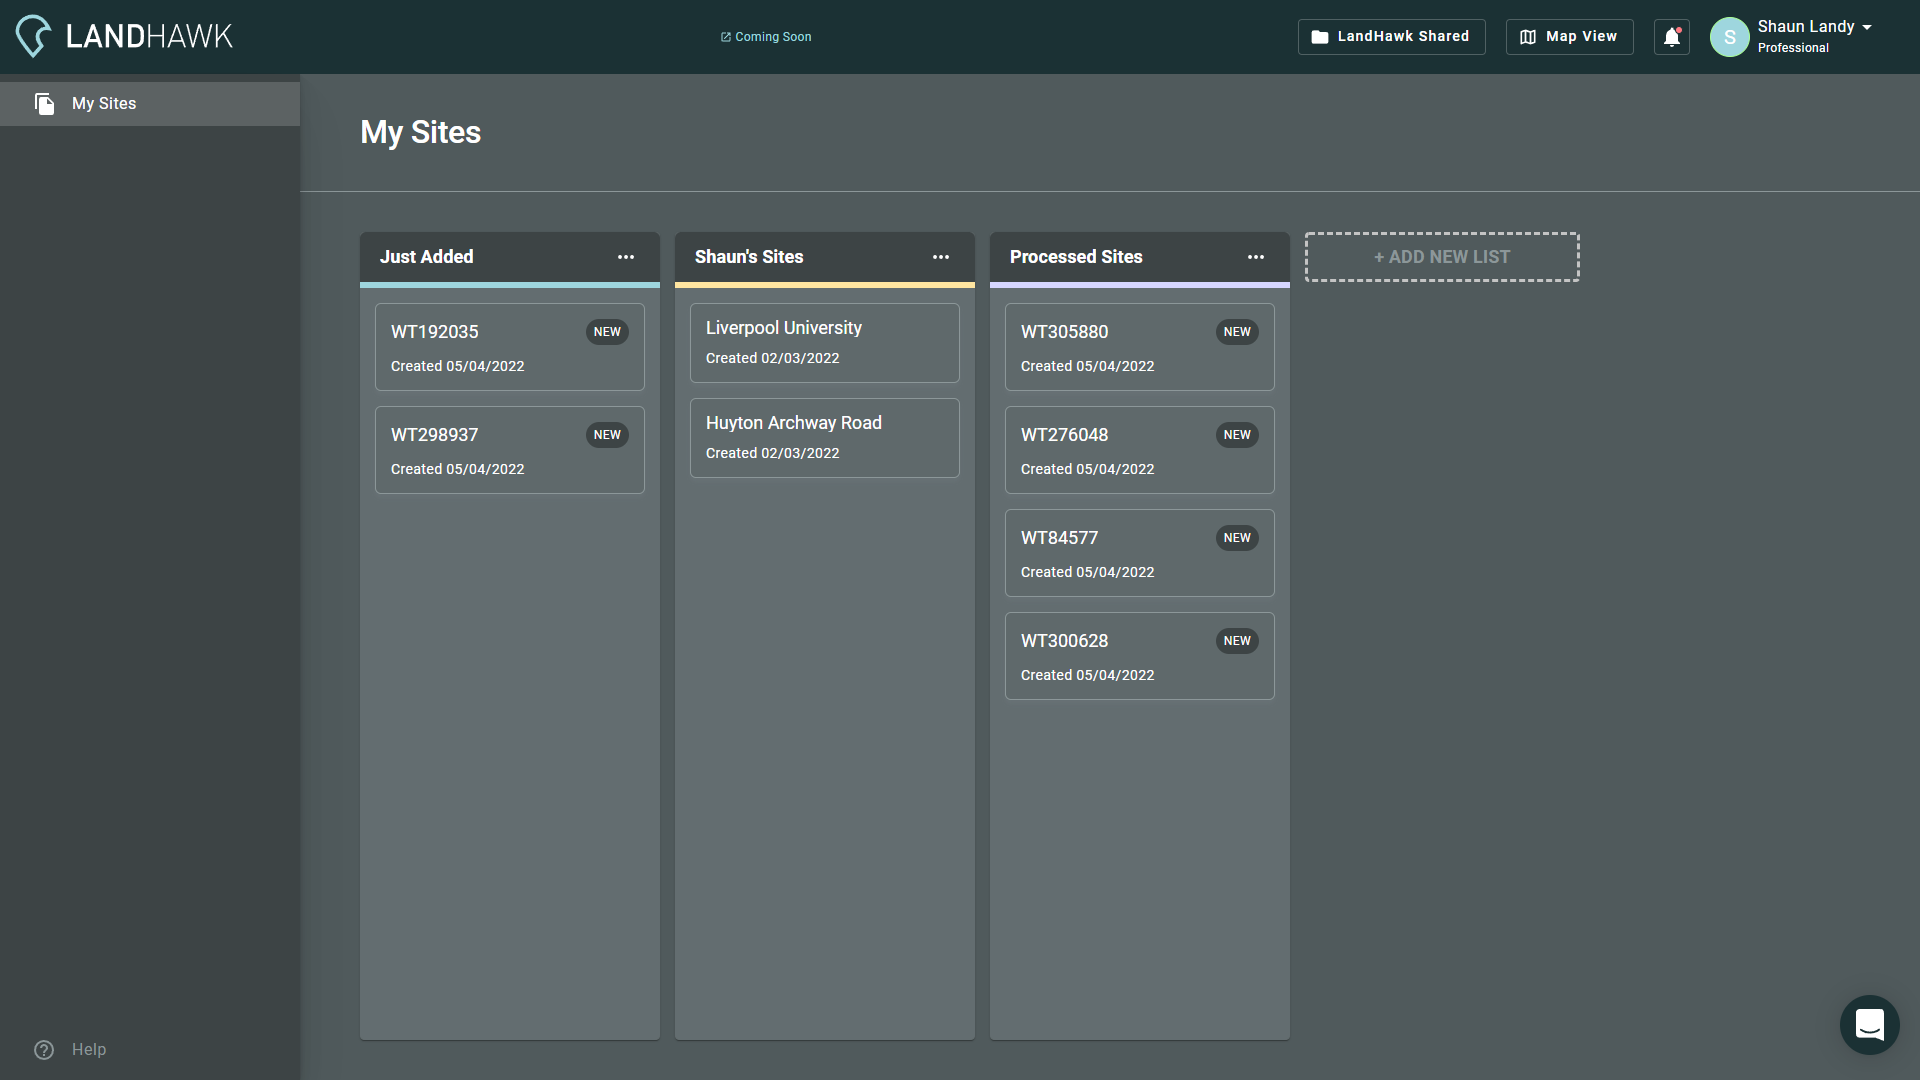 LANDHAWK
Coming Soon
LandHawk Shared
Map View
S
Shaun Landy
Professional
My Sites
My Sites
Just Added
WT192035
NEW
Created 05/04/2022
WT298937
NEW
Created 05/04/2022
Shaun's Sites
Liverpool University
Created 02/03/2022
Huyton Archway Road
Created 02/03/2022
Processed Sites
WT305880
NEW
Created 05/04/2022
WT276048
NEW
Created 05/04/2022
WT84577
NEW
Created 05/04/2022
WT300628
NEW
Created 05/04/2022
+ ADD NEW LIST
Help